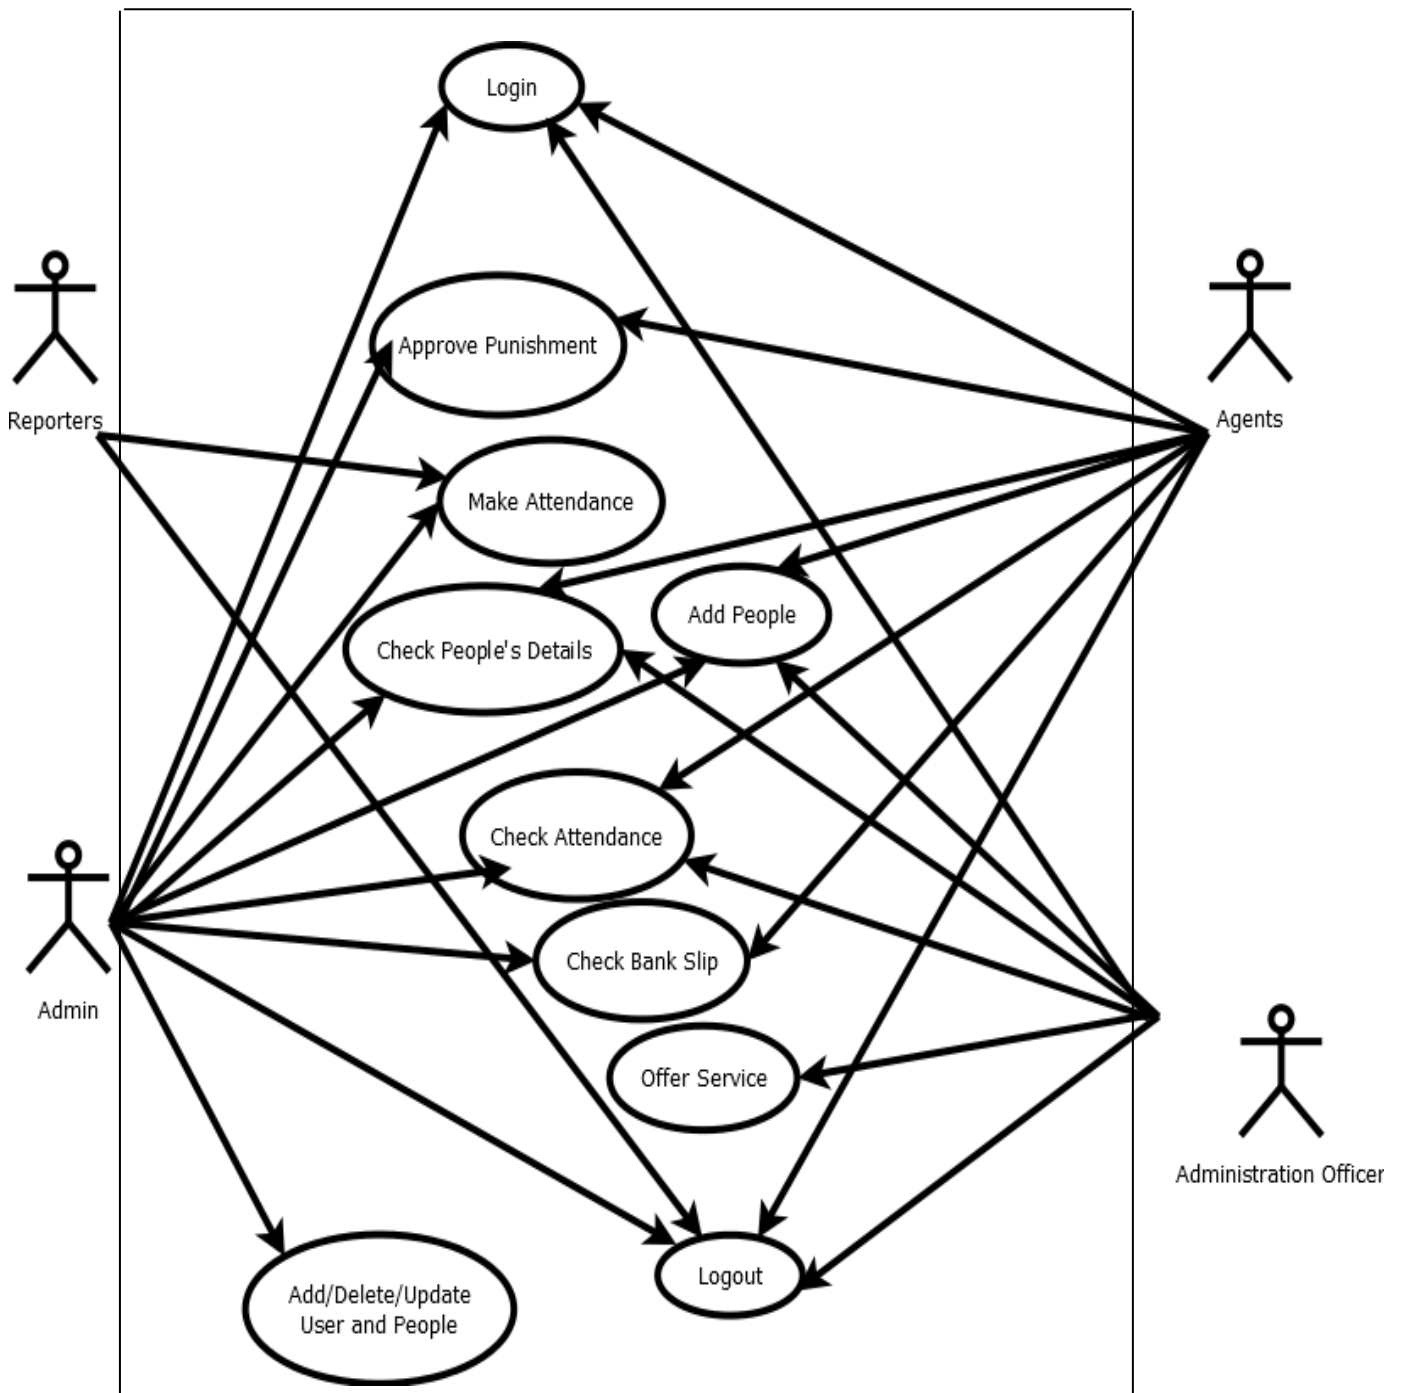 Login
Approve Punishment
Reporters
Agents
Make Attendance
Add People
Check People's Details
Check Attendance
Check Bank Slip
Admin
Offer Service
Administration Officer
Logout
Add/Delete/Update
User and People